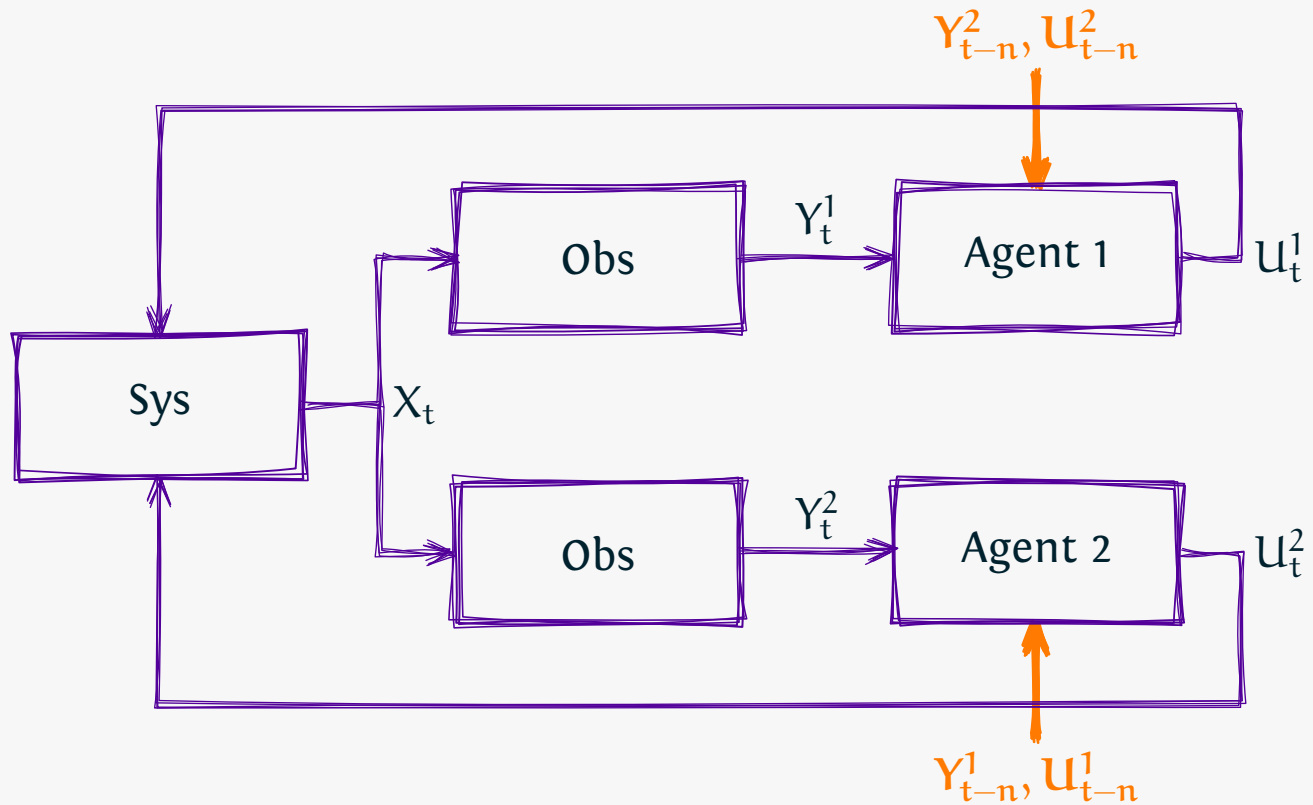 Y²ₜ₋ₙ, U²ₜ₋ₙ
Y¹ₜ
Obs
Agent 1
U¹ₜ
Sys
Xₜ
Y²ₜ
Obs
Agent 2
U²ₜ
Y¹ₜ₋ₙ, U¹ₜ₋ₙ